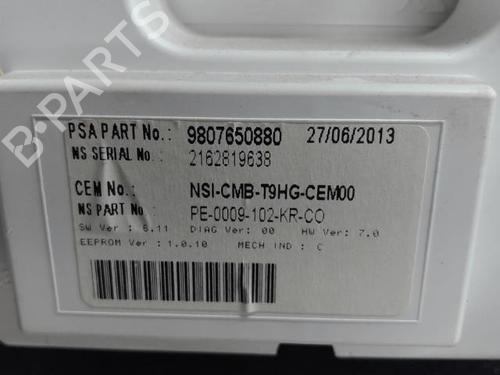 PSA PART No.: 9807650880 27/06/2013
NS SERIAL No.: 2162819638
CEM No.: NSI-CMB-T9HG-CEM00
NS PART No.: PE-0009-102-KR-CO
SW Ver : 6.11 DIAG Ver: 00 HW Ver: 7.0
EEPROM Ver : 1.0.10 MECH IND : C
B-PARTS